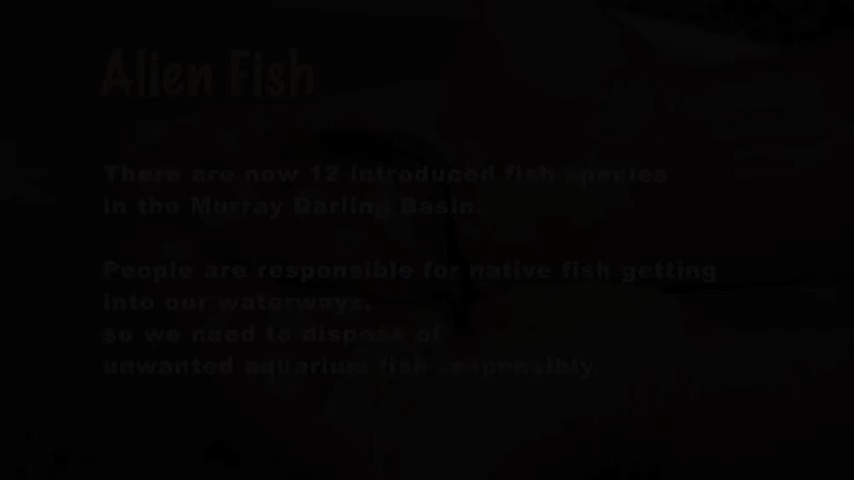 Alien Fish
There are now 12 introduced fish species
in the Murray Darling Basin.
People are responsible for native fish getting
into our waterways,
so we need to dispose of
unwanted aquarium fish responsibly.